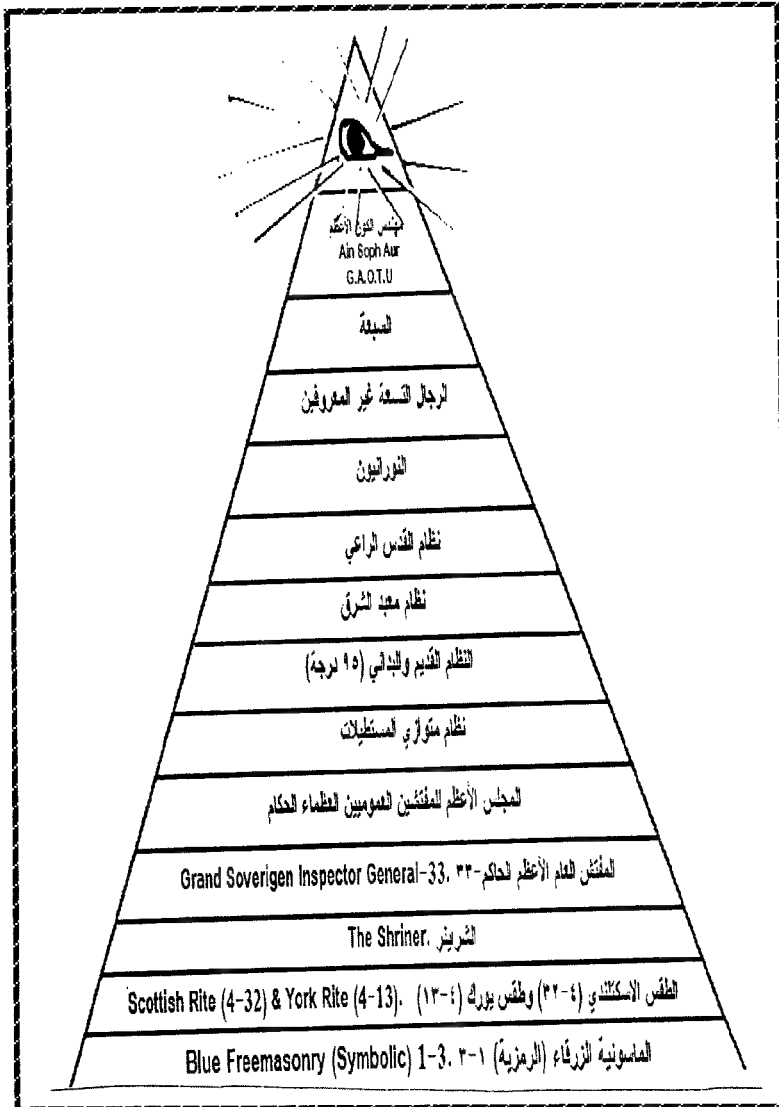 مهندس الكون الأعظم
Ain Soph Aur
G.A.O.T.U
السبعة
الرجال التسعة غير المعروفين
النورانيون
نظام القدس الراعي
نظام معبد الشرق
النظام القديم والبدائي (٩٥ درجة)
نظام متوازي المستطيلات
المجلس الأعظم للمفتشين العموميين العظماء الحكام
Grand Soverigen Inspector General-33. المفتش العام الأعظم الحاكم-٣٣
The Shriner. الشرينر
Scottish Rite (4-32) & York Rite (4-13). الطقس الاسكتلندي (٤-٣٢) وطقس يورك (٤-١٣)
Blue Freemasonry (Symbolic) 1-3. الماسونية الزرقاء (الرمزية) ١-٣